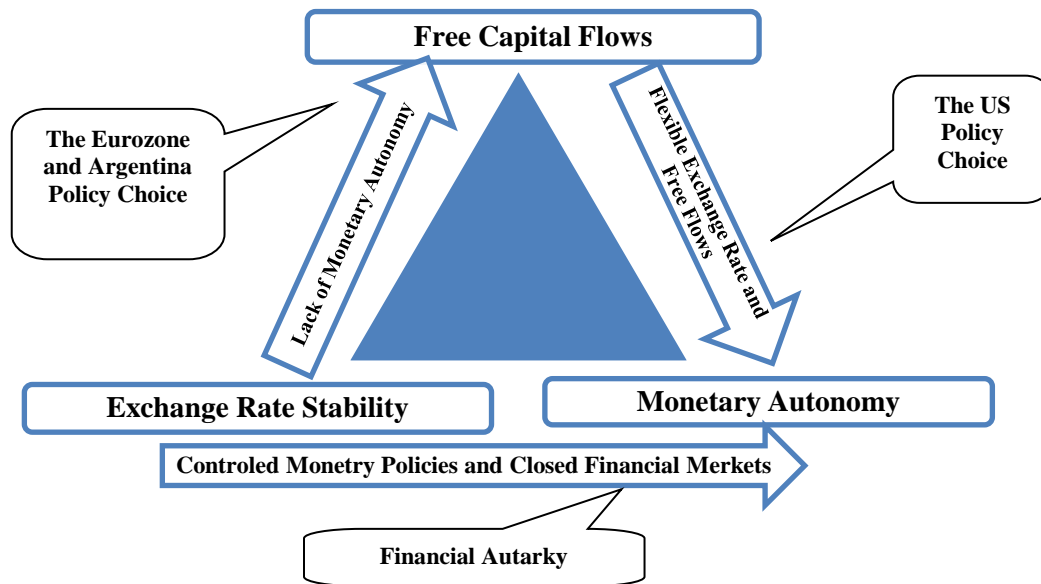 Free Capital Flows
The Eurozone
and Argentina
Policy Choice
Lack of Monetary Autonomy
Flexible Exchange Rate and
Free Flows
The US
Policy
Choice
Exchange Rate Stability
Monetary Autonomy
Controled Monetry Policies and Closed Financial Merkets
Financial Autarky